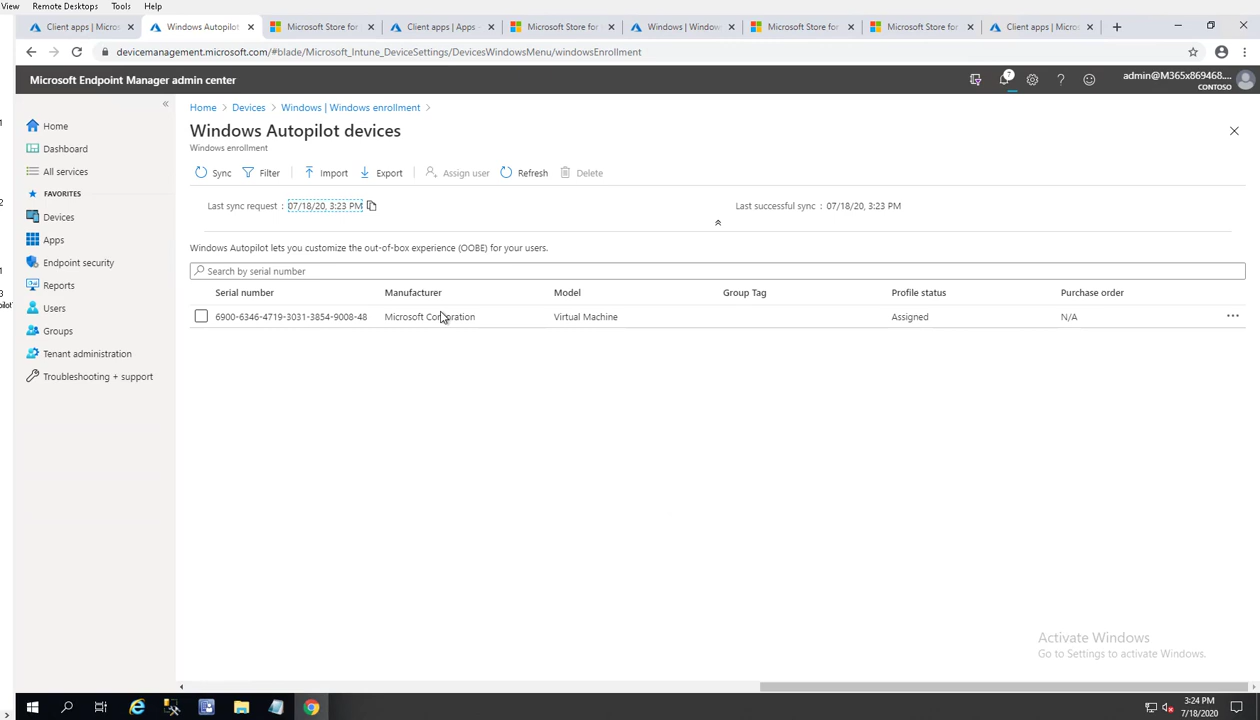 View Remote Desktops Tools Help
Client apps | Micros
Windows Autopilot
Microsoft Store for
Client apps | Apps -
Microsoft Store for
Windows | Window
Microsoft Store for
Microsoft Store for
Client apps | Micros
devicemanagement.microsoft.com/#blade/Microsoft_Intune_DeviceSettings/DevicesWindowsMenu/windowsEnrollment
Microsoft Endpoint Manager admin center
7
admin@M365x869468....
CONTOSO
Home > Devices > Windows | Windows enrollment >
Windows Autopilot devices
Windows enrollment
Home
Dashboard
All services
FAVORITES
Devices
Apps
Endpoint security
Reports
Users
Groups
Tenant administration
Troubleshooting + support
Sync Filter Import Export Assign user Refresh Delete
Last sync request : 07/18/20, 3:23 PM
Last successful sync : 07/18/20, 3:23 PM
Windows Autopilot lets you customize the out-of-box experience (OOBE) for your users.
Search by serial number
Serial number Manufacturer Model Group Tag Profile status Purchase order
6900-6346-4719-3031-3854-9008-48 Microsoft Corporation Virtual Machine Assigned N/A
Activate Windows
Go to Settings to activate Windows.
3:24 PM
7/18/2020